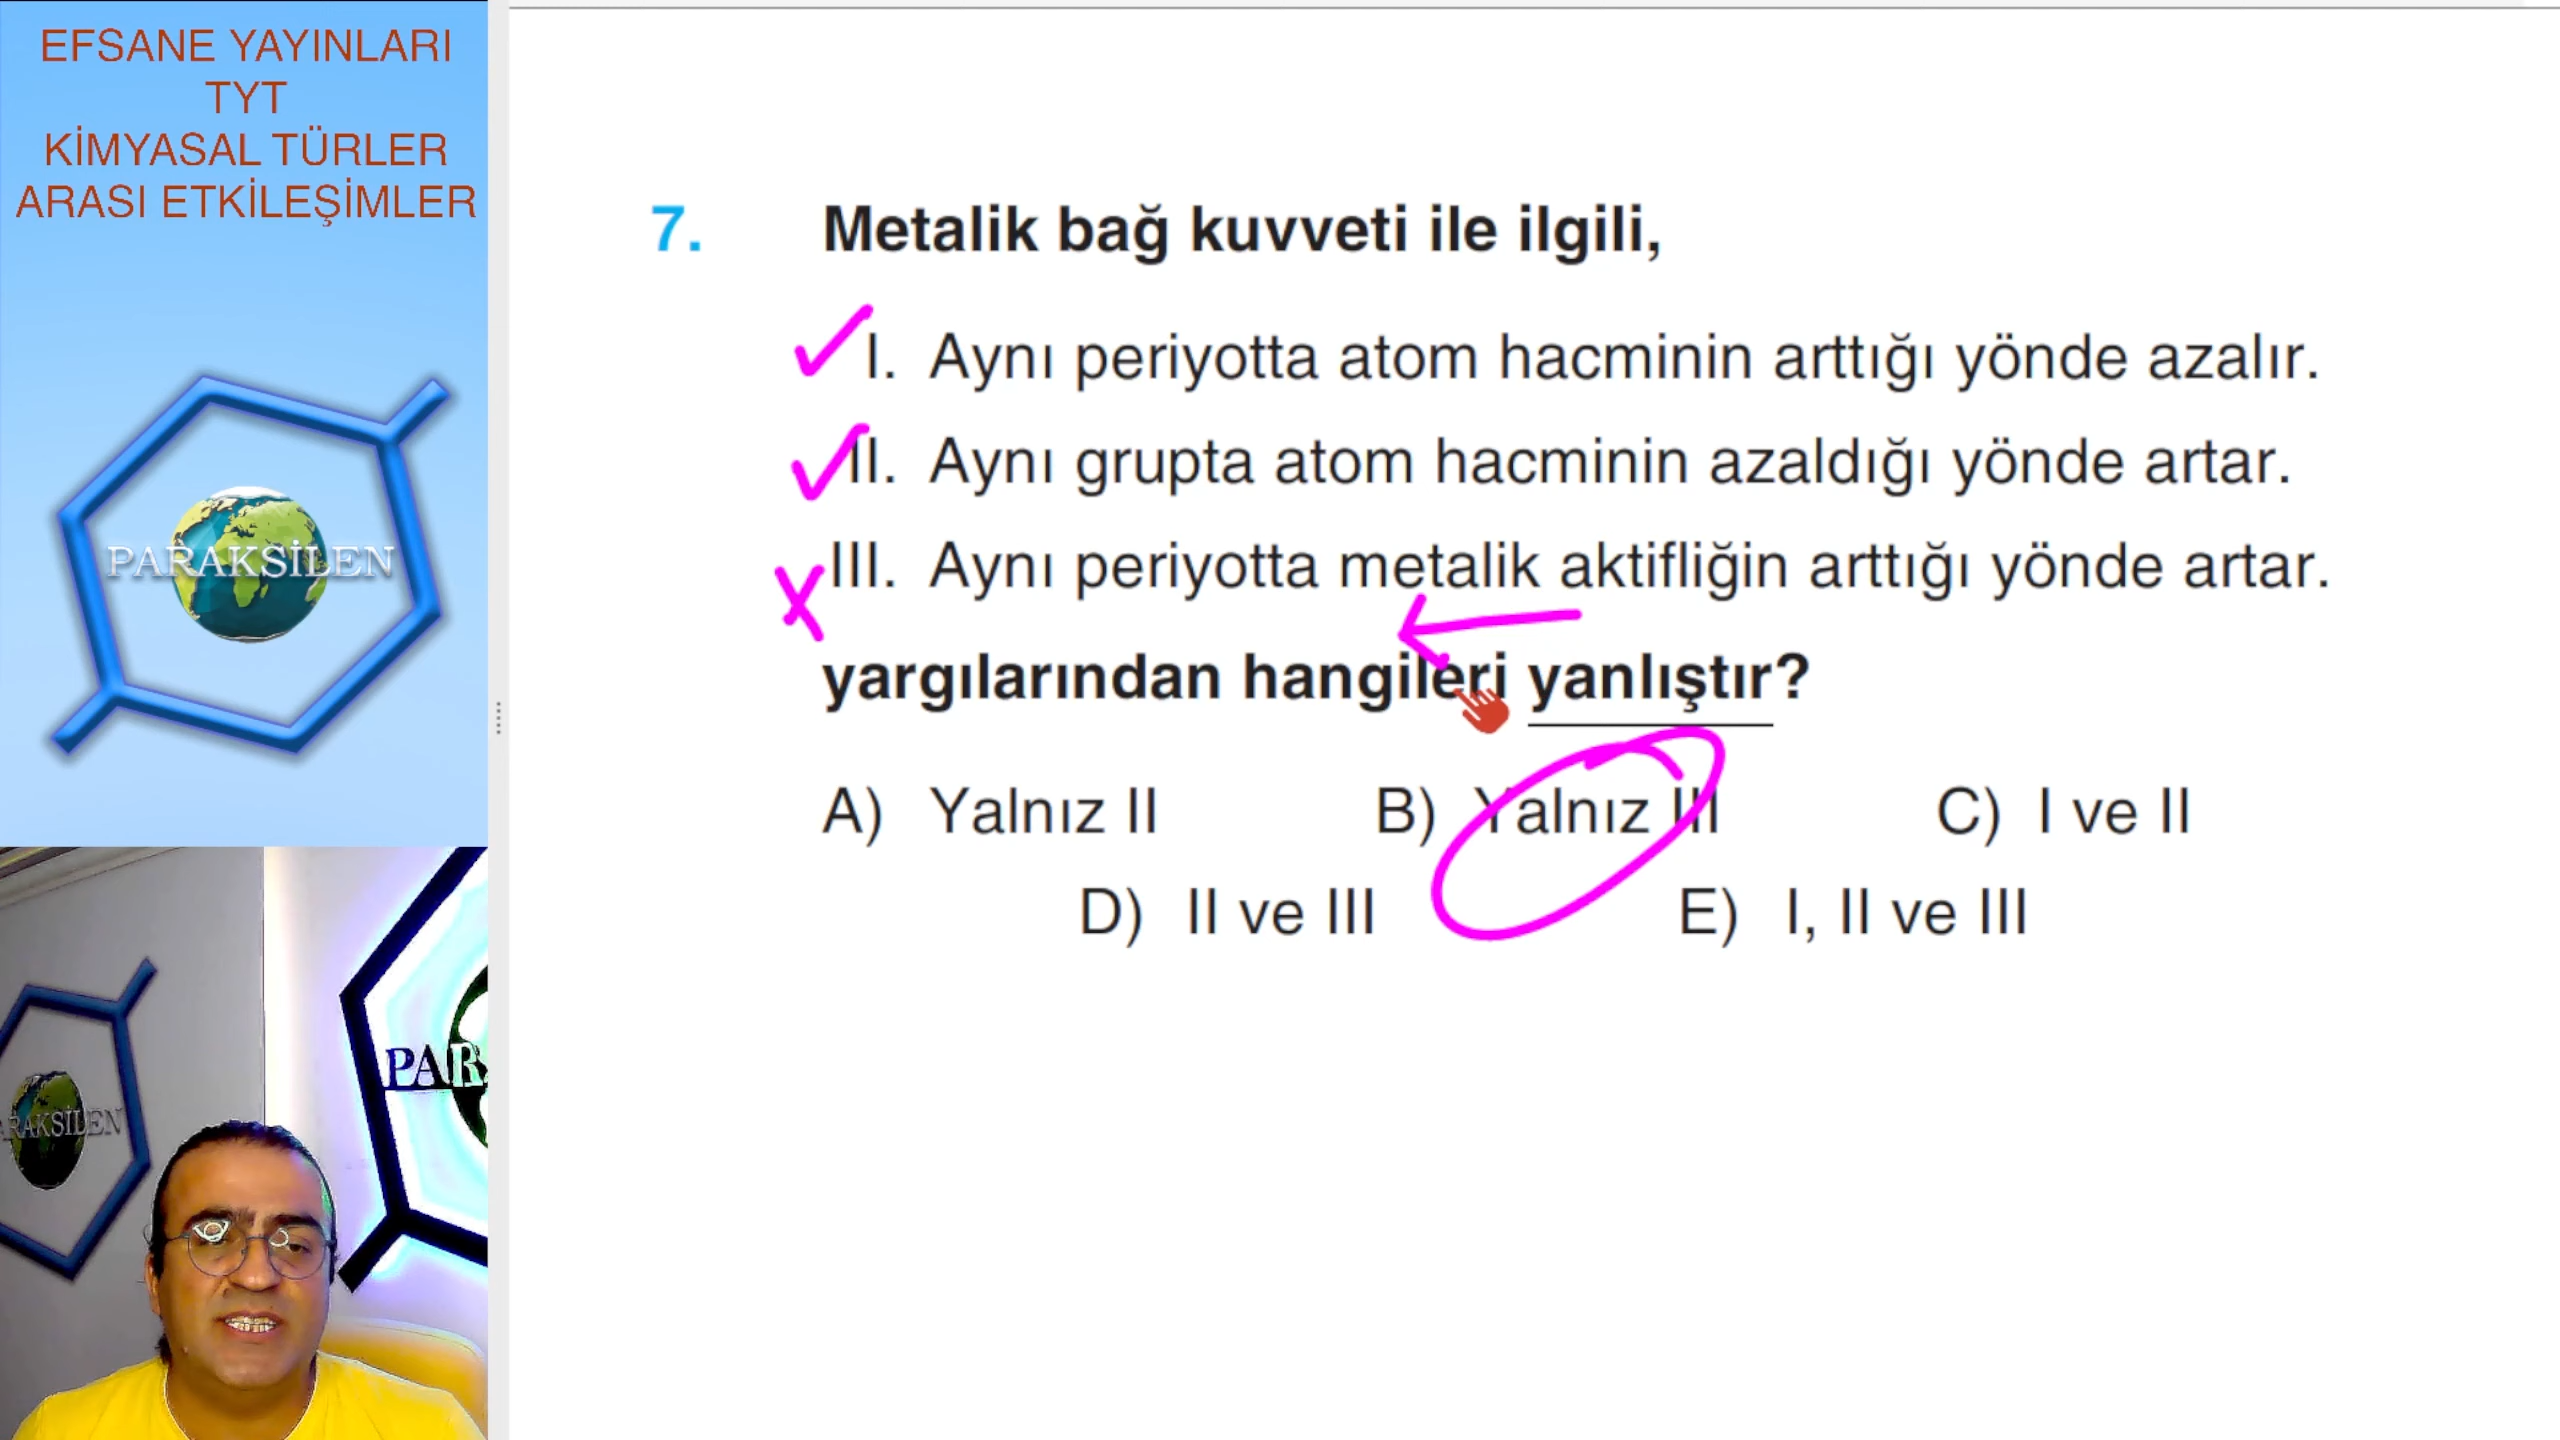 EFSANE YAYINLARI
TYT
KİMYASAL TÜRLER
ARASI ETKİLEŞİMLER
PARAKSİLEN
PAR
RAKSİLEN
7. Metalik bağ kuvveti ile ilgili,
I. Aynı periyotta atom hacminin arttığı yönde azalır.
II. Aynı grupta atom hacminin azaldığı yönde artar.
III. Aynı periyotta metalik aktifliğin arttığı yönde artar.
yargılarından hangileri yanlıştır?
A) Yalnız II B) Yalnız III C) I ve II
D) II ve III E) I, II ve III